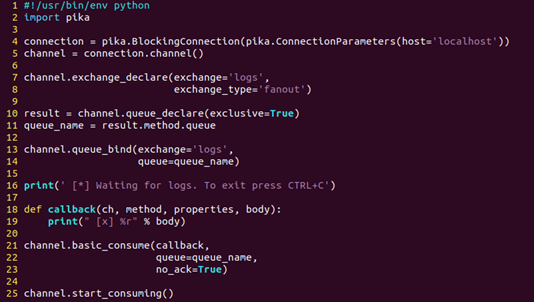 1 #!/usr/bin/env python
2 import pika
3
4 connection = pika.BlockingConnection(pika.ConnectionParameters(host='localhost'))
5 channel = connection.channel()
6
7 channel.exchange_declare(exchange='logs',
8                          exchange_type='fanout')
9
10 result = channel.queue_declare(exclusive=True)
11 queue_name = result.method.queue
12
13 channel.queue_bind(exchange='logs',
14                    queue=queue_name)
15
16 print(' [*] Waiting for logs. To exit press CTRL+C')
17
18 def callback(ch, method, properties, body):
19     print(" [x] %r" % body)
20
21 channel.basic_consume(callback,
22                       queue=queue_name,
23                       no_ack=True)
24
25 channel.start_consuming()